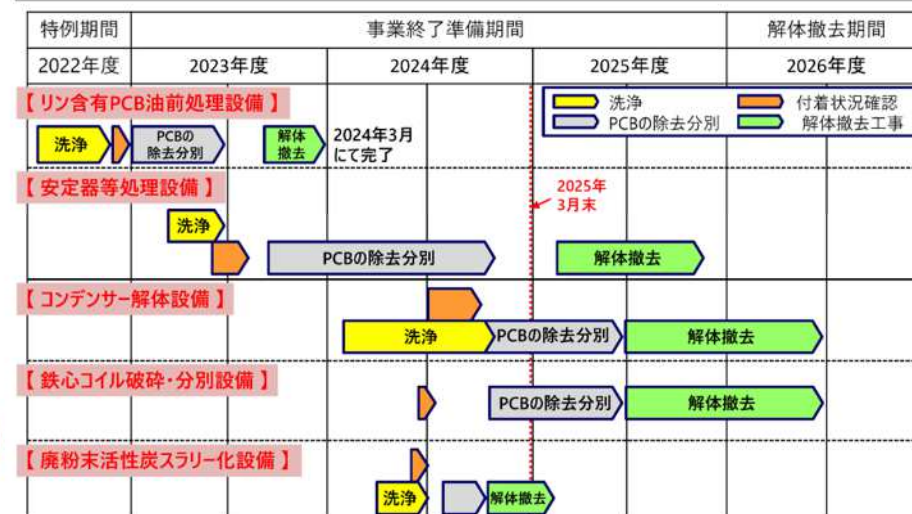 特例期間 事業終了準備期間 解体撤去期間
2022年度 2023年度 2024年度 2025年度 2026年度
【 リン含有PCB油前処理設備 】
洗浄 付着状況確認
PCBの除去分別 解体撤去工事
洗浄
PCBの
除去分別
解体
撤去
2024年3月
にて完了
【 安定器等処理設備 】
2025年
3月末
洗浄
PCBの除去分別 解体撤去
【 コンデンサー解体設備 】
洗浄 PCBの除去分別 解体撤去
【 鉄心コイル破砕・分別設備 】
PCBの除去分別 解体撤去
【 廃粉末活性炭スラリー化設備 】
洗浄 解体撤去